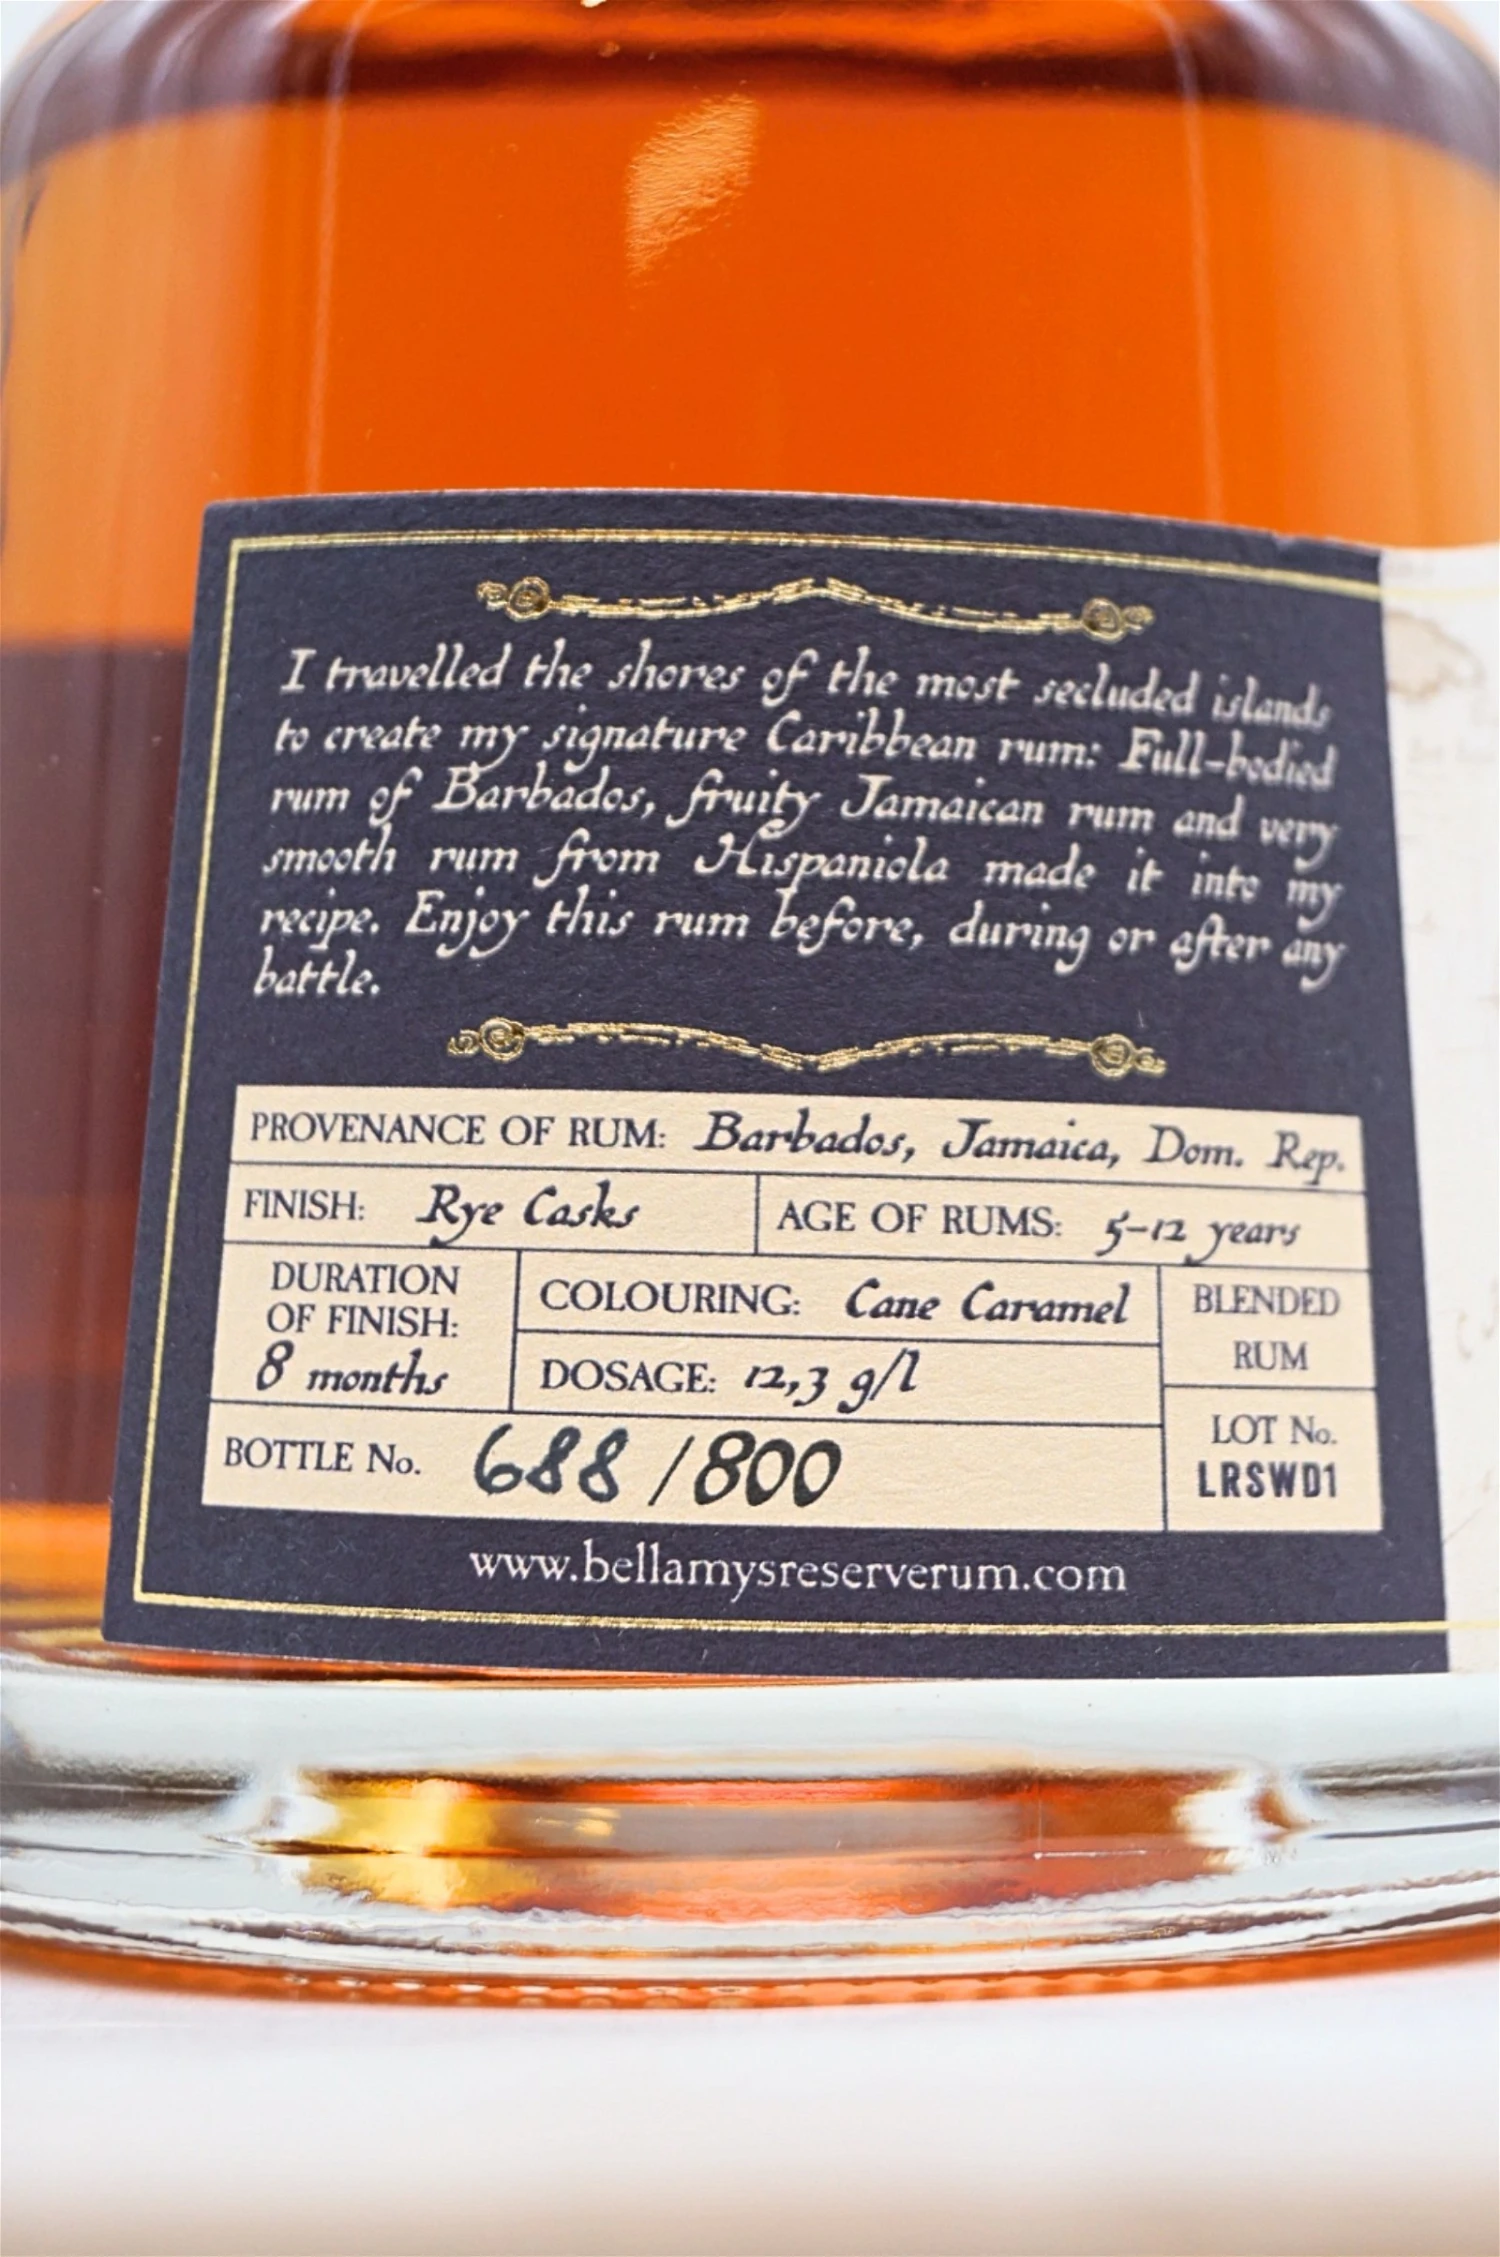 I travelled the shores of the most secluded islands
to create my signature Caribbean rum: Full-bodied
rum of Barbados, fruity Jamaican rum and very
smooth rum from Hispaniola made it into my
recipe. Enjoy this rum before, during or after any
battle.
PROVENANCE OF RUM: Barbados, Jamaica, Dom. Rep.
FINISH: Rye Casks
AGE OF RUMS: 5-12 years
DURATION
OF FINISH:
8 months
COLOURING: Cane Caramel
DOSAGE: 12,3 g/l
BLENDED
RUM
LOT No.
LRSWD1
BOTTLE No. 688 /800
www.bellamysreserverum.com